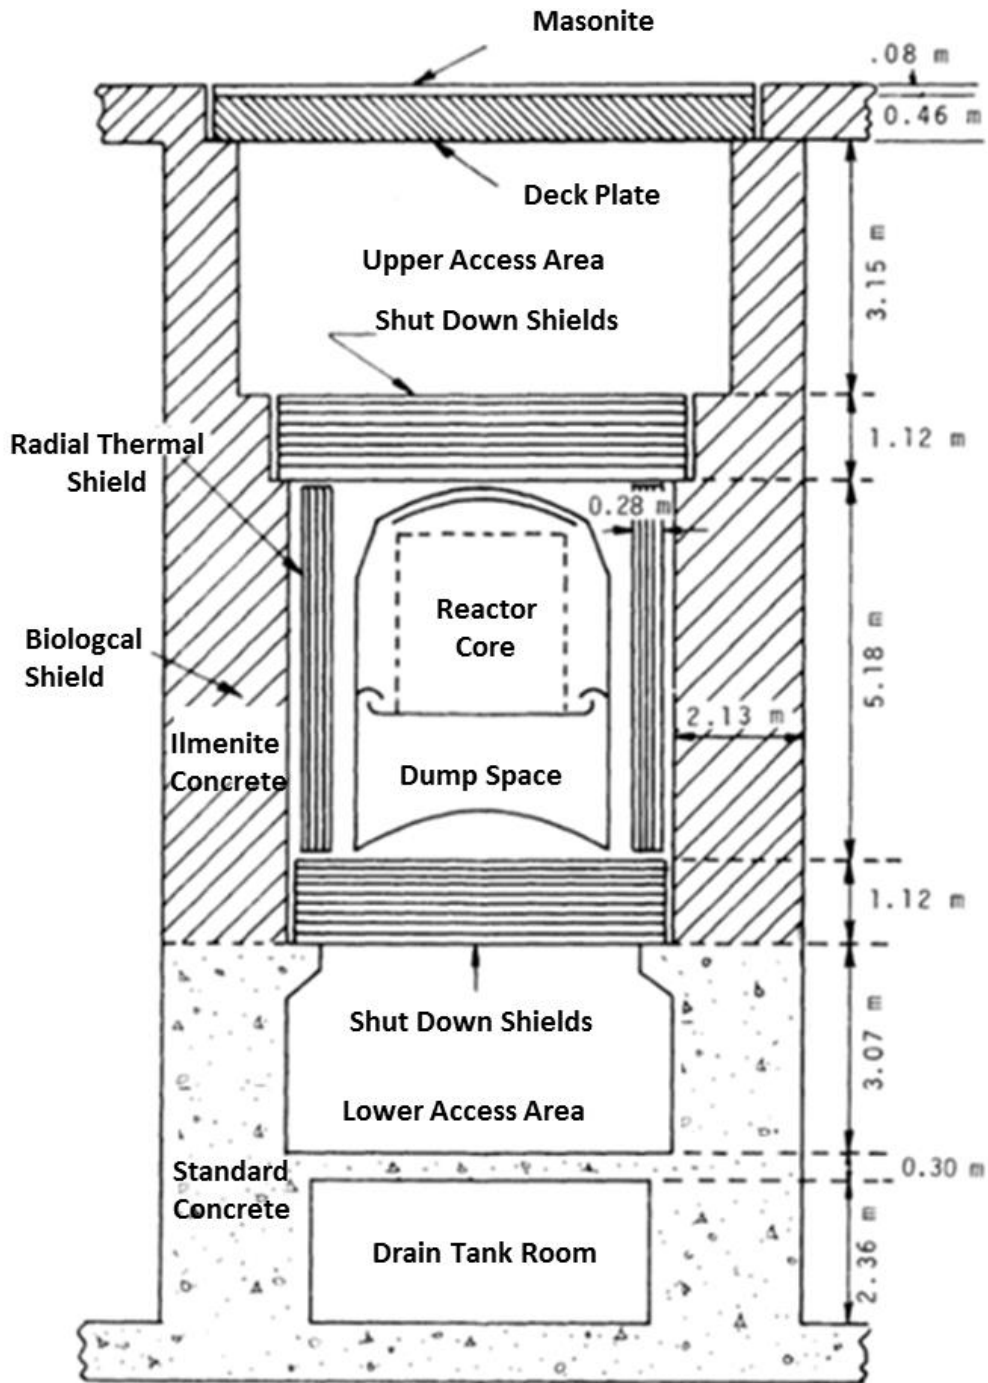 Masonite
.08 m
0.46 m
Deck Plate
Upper Access Area
3.15 m
Shut Down Shields
1.12 m
Radial Thermal
Shield
0.28 m
Reactor
Core
Biologcal
Shield
5.18 m
2.13 m
Ilmenite
Concrete
Dump Space
1.12 m
Shut Down Shields
3.07 m
Lower Access Area
Standard
Concrete
0.30 m
Drain Tank Room
2.36 m